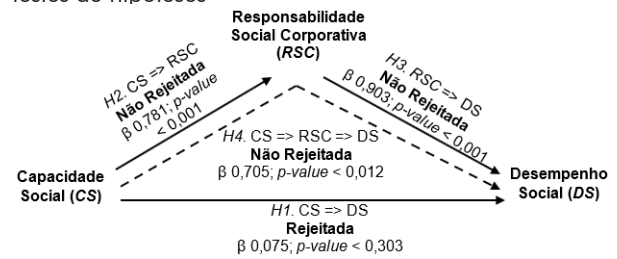 Testes de Hipóteses
Responsabilidade
Social Corporativa
(RSC)
H2. CS => RSC
Não Rejeitada
β 0,781; p-value
< 0,001
H3. RSC => DS
Não Rejeitada
β 0,903; p-value < 0,001
H4. CS => RSC => DS
Não Rejeitada
β 0,705; p-value < 0,012
Capacidade
Social (CS)
Desempenho
Social (DS)
H1. CS => DS
Rejeitada
β 0,075; p-value < 0,303